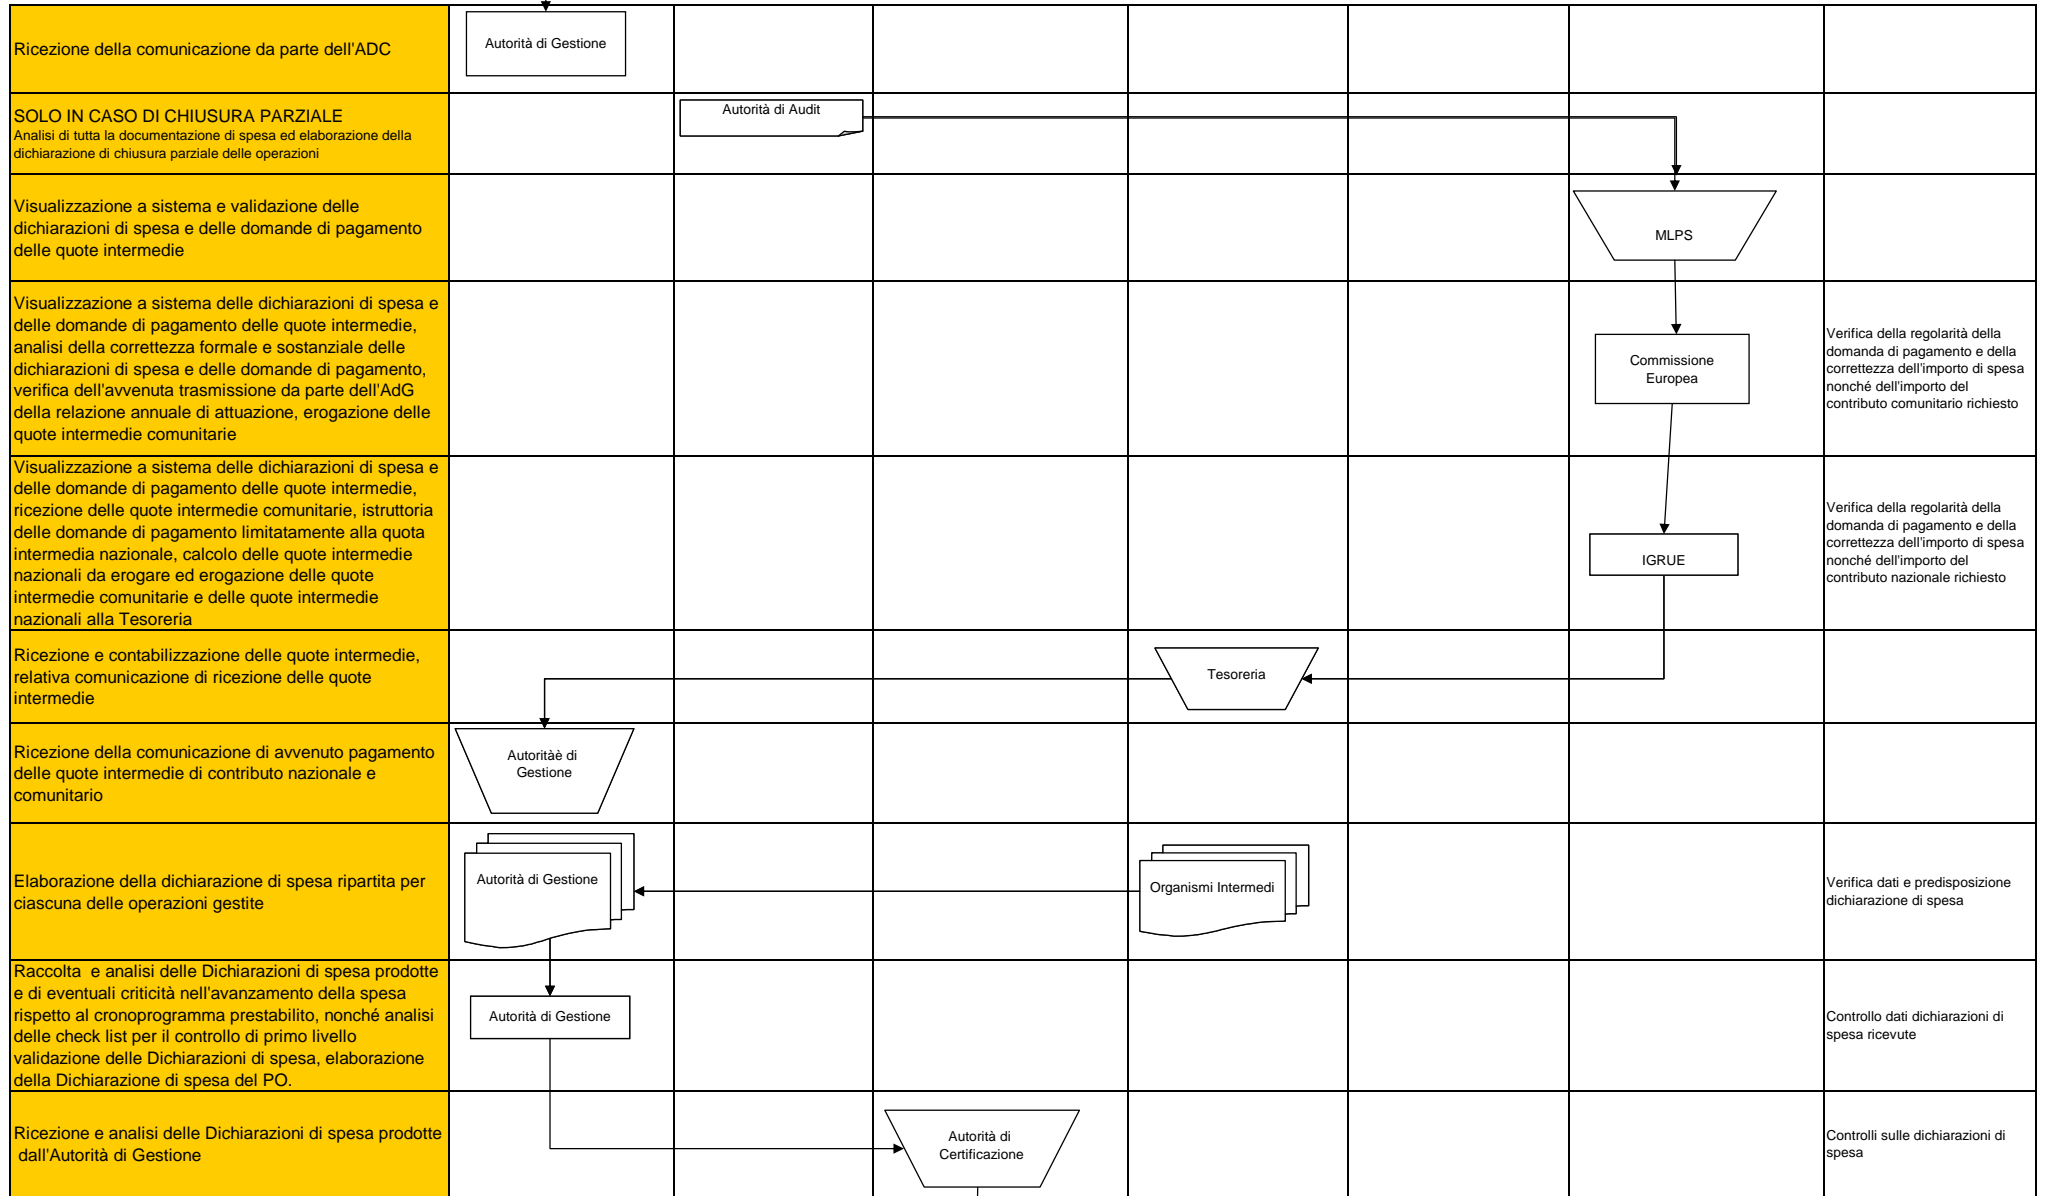 Ricezione della comunicazione da parte dell'ADC
Autorità di Gestione
SOLO IN CASO DI CHIUSURA PARZIALE
Analisi di tutta la documentazione di spesa ed elaborazione della
dichiarazione di chiusura parziale delle operazioni
Autorità di Audit
Visualizzazione a sistema e validazione delle
dichiarazioni di spesa e delle domande di pagamento
delle quote intermedie
MLPS
Visualizzazione a sistema delle dichiarazioni di spesa e
delle domande di pagamento delle quote intermedie,
analisi della correttezza formale e sostanziale delle
dichiarazioni di spesa e delle domande di pagamento,
verifica dell'avvenuta trasmissione da parte dell'AdG
della relazione annuale di attuazione, erogazione delle
quote intermedie comunitarie
Commissione
Europea
Verifica della regolarità della
domanda di pagamento e della
correttezza dell'importo di spesa
nonché dell'importo del
contributo comunitario richiesto
Visualizzazione a sistema delle dichiarazioni di spesa e
delle domande di pagamento delle quote intermedie,
ricezione delle quote intermedie comunitarie, istruttoria
delle domande di pagamento limitatamente alla quota
intermedia nazionale, calcolo delle quote intermedie
nazionali da erogare ed erogazione delle quote
intermedie comunitarie e delle quote intermedie
nazionali alla Tesoreria
IGRUE
Verifica della regolarità della
domanda di pagamento e della
correttezza dell'importo di spesa
nonché dell'importo del
contributo nazionale richiesto
Ricezione e contabilizzazione delle quote intermedie,
relativa comunicazione di ricezione delle quote
intermedie
Tesoreria
Ricezione della comunicazione di avvenuto pagamento
delle quote intermedie di contributo nazionale e
comunitario
Autoritàè di
Gestione
Elaborazione della dichiarazione di spesa ripartita per
ciascuna delle operazioni gestite
Autorità di Gestione
Organismi Intermedi
Verifica dati e predisposizione
dichiarazione di spesa
Raccolta  e analisi delle Dichiarazioni di spesa prodotte
e di eventuali criticità nell'avanzamento della spesa
rispetto al cronoprogramma prestabilito, nonché analisi
delle check list per il controllo di primo livello
validazione delle Dichiarazioni di spesa, elaborazione
della Dichiarazione di spesa del PO.
Autorità di Gestione
Controllo dati dichiarazioni di
spesa ricevute
Ricezione e analisi delle Dichiarazioni di spesa prodotte
dall'Autorità di Gestione
Autorità di
Certificazione
Controlli sulle dichiarazioni di
spesa